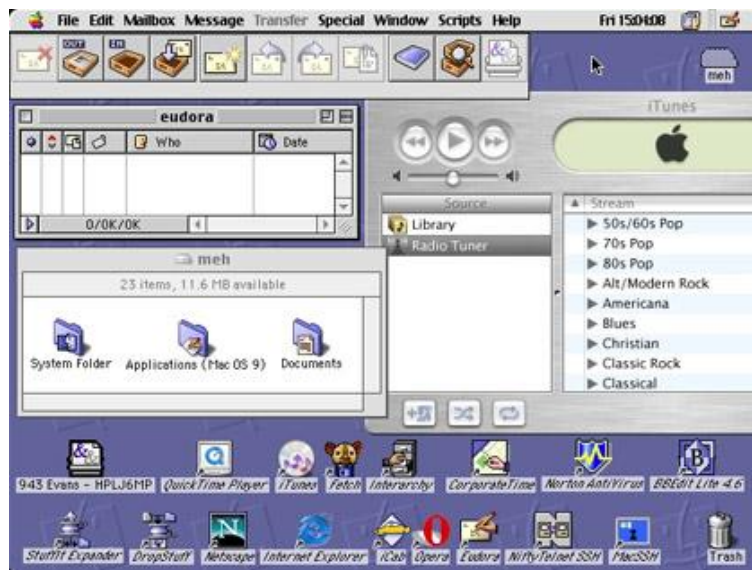 File Edit Mailbox Message Transfer Special Window Scripts Help Fri 15:04:08
OUT IN
meh
eudora
Who Date
0/0K/0K
iTunes
Source
Library
Radio Tuner
Stream
50s/60s Pop
70s Pop
80s Pop
Alt/Modern Rock
Americana
Blues
Christian
Classic Rock
Classical
meh
23 items, 11.6 MB available
System Folder Applications (Mac OS 9) Documents
943 Evans - HPLJ6MP QuickTime Player iTunes Fetch Interarchy CorporateTime Norton AntiVirus BBEdit Lite 4.6
StuffIt Expander DropStuff Netscape Internet Explorer iCab Opera Eudora NiftyTelnet SSH MacSSH Trash